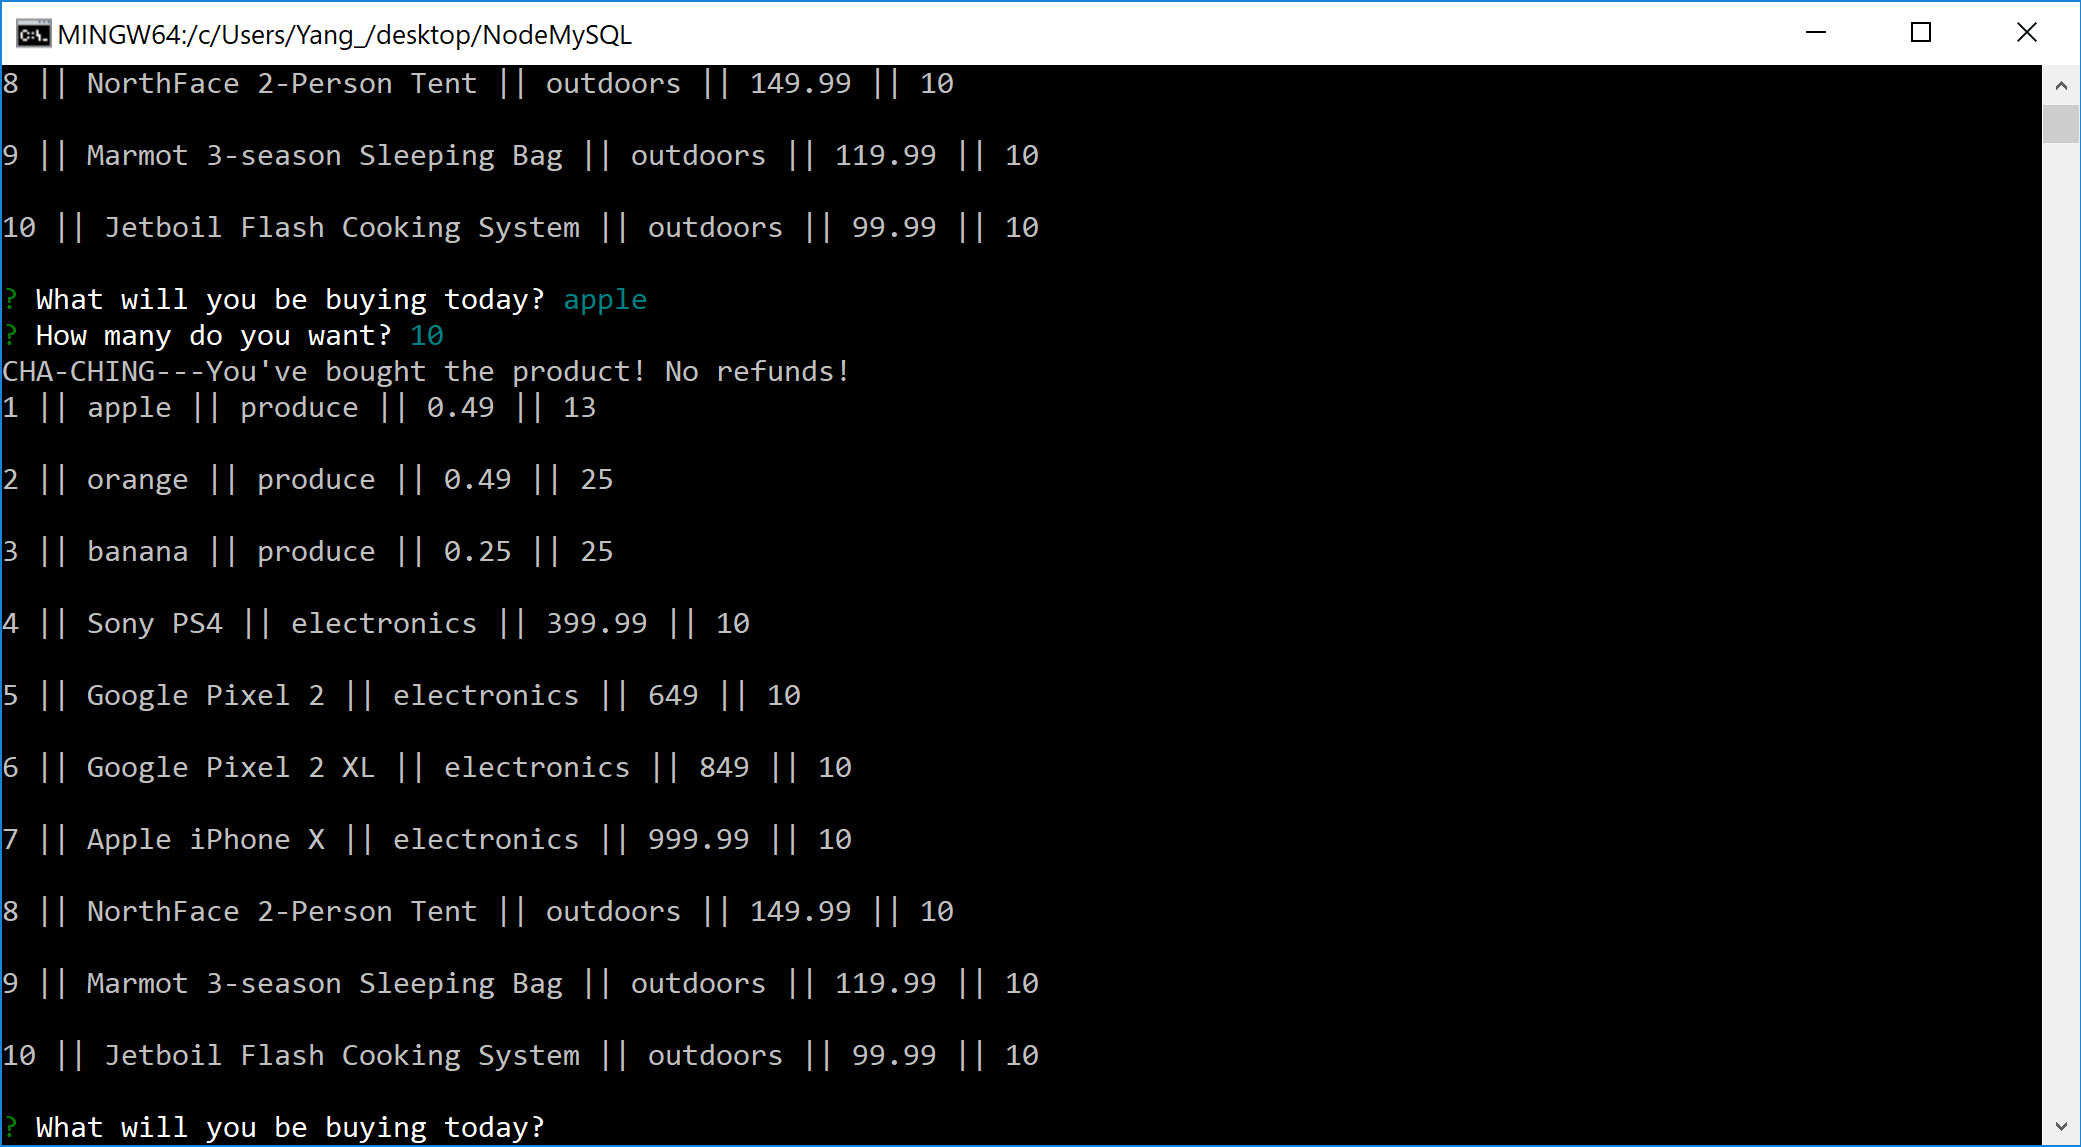 MINGW64:/c/Users/Yang_/desktop/NodeMySQL
8 || NorthFace 2-Person Tent || outdoors || 149.99 || 10
9 || Marmot 3-season Sleeping Bag || outdoors || 119.99 || 10
10 || Jetboil Flash Cooking System || outdoors || 99.99 || 10
? What will you be buying today? apple
? How many do you want? 10
CHA-CHING---You've bought the product! No refunds!
1 || apple || produce || 0.49 || 13
2 || orange || produce || 0.49 || 25
3 || banana || produce || 0.25 || 25
4 || Sony PS4 || electronics || 399.99 || 10
5 || Google Pixel 2 || electronics || 649 || 10
6 || Google Pixel 2 XL || electronics || 849 || 10
7 || Apple iPhone X || electronics || 999.99 || 10
8 || NorthFace 2-Person Tent || outdoors || 149.99 || 10
9 || Marmot 3-season Sleeping Bag || outdoors || 119.99 || 10
10 || Jetboil Flash Cooking System || outdoors || 99.99 || 10
? What will you be buying today?